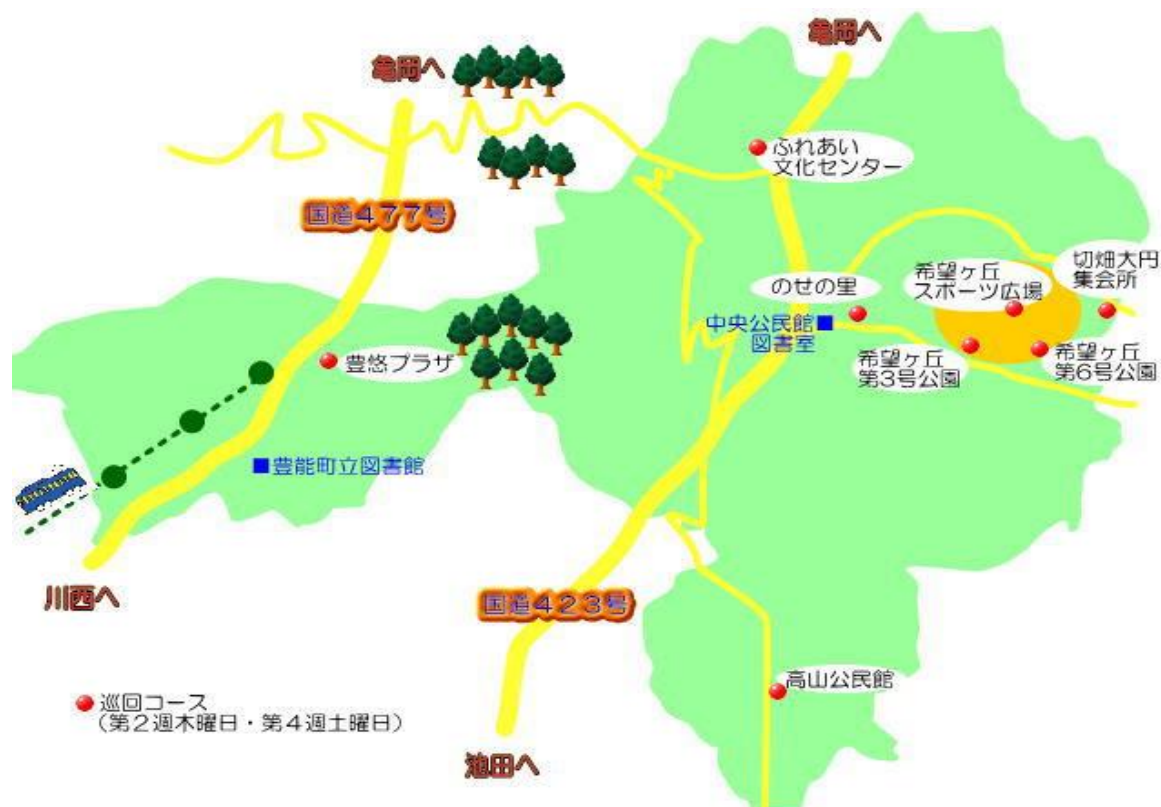 亀岡へ
亀岡へ
ふれあい
文化センター
国道477号
切畑大円
集会所
希望ヶ丘
スポーツ広場
のせの里
中央公民館
図書室
希望ヶ丘
第3号公園
希望ヶ丘
第6号公園
豊悠プラザ
豊能町立図書館
川西へ
国道423号
高山公民館
巡回コース
(第2週木曜日・第4週土曜日)
池田へ